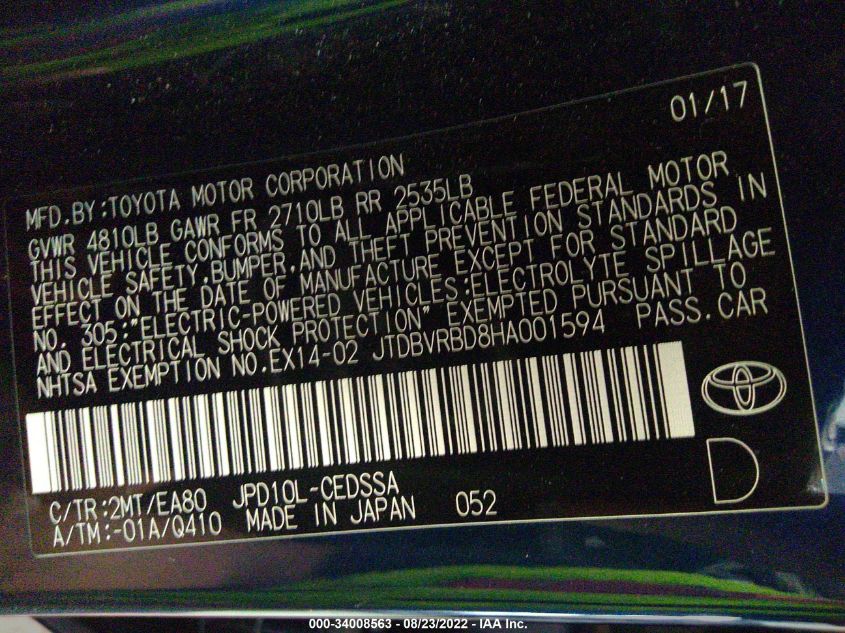 01/17
MFD.BY:TOYOTA MOTOR CORPORATION
GVWR 4810LB GAWR FR 2710LB RR 2535LB
THIS VEHICLE CONFORMS TO ALL APPLICABLE FEDERAL MOTOR
VEHICLE SAFETY,BUMPER,AND THEFT PREVENTION STANDARDS IN
EFFECT ON THE DATE OF MANUFACTURE EXCEPT FOR STANDARD
NO. 305:"ELECTRIC-POWERED VEHICLES:ELECTROLYTE SPILLAGE
AND ELECTRICAL SHOCK PROTECTION" EXEMPTED PURSUANT TO
NHTSA EXEMPTION NO.EX14-02 JTDBVRBD8HA001594 PASS.CAR
C/TR:2MT/EA80 JPD10L-CEDSSA
A/TM:-01A/Q410 MADE IN JAPAN 052
D
000-34008563 - 08/23/2022 - IAA Inc.